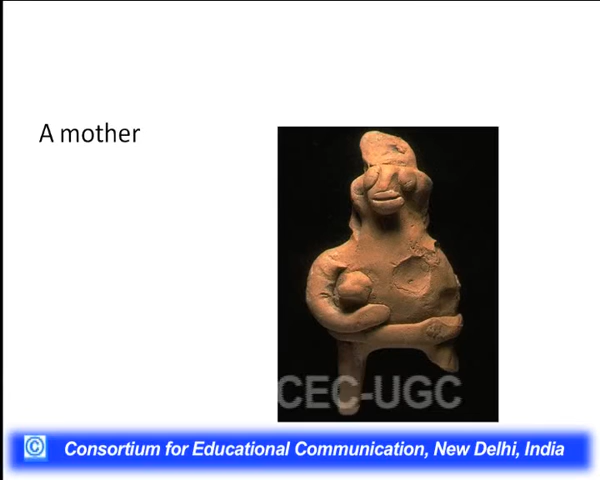 A mother
CEC-UGC
© Consortium for Educational Communication, New Delhi, India